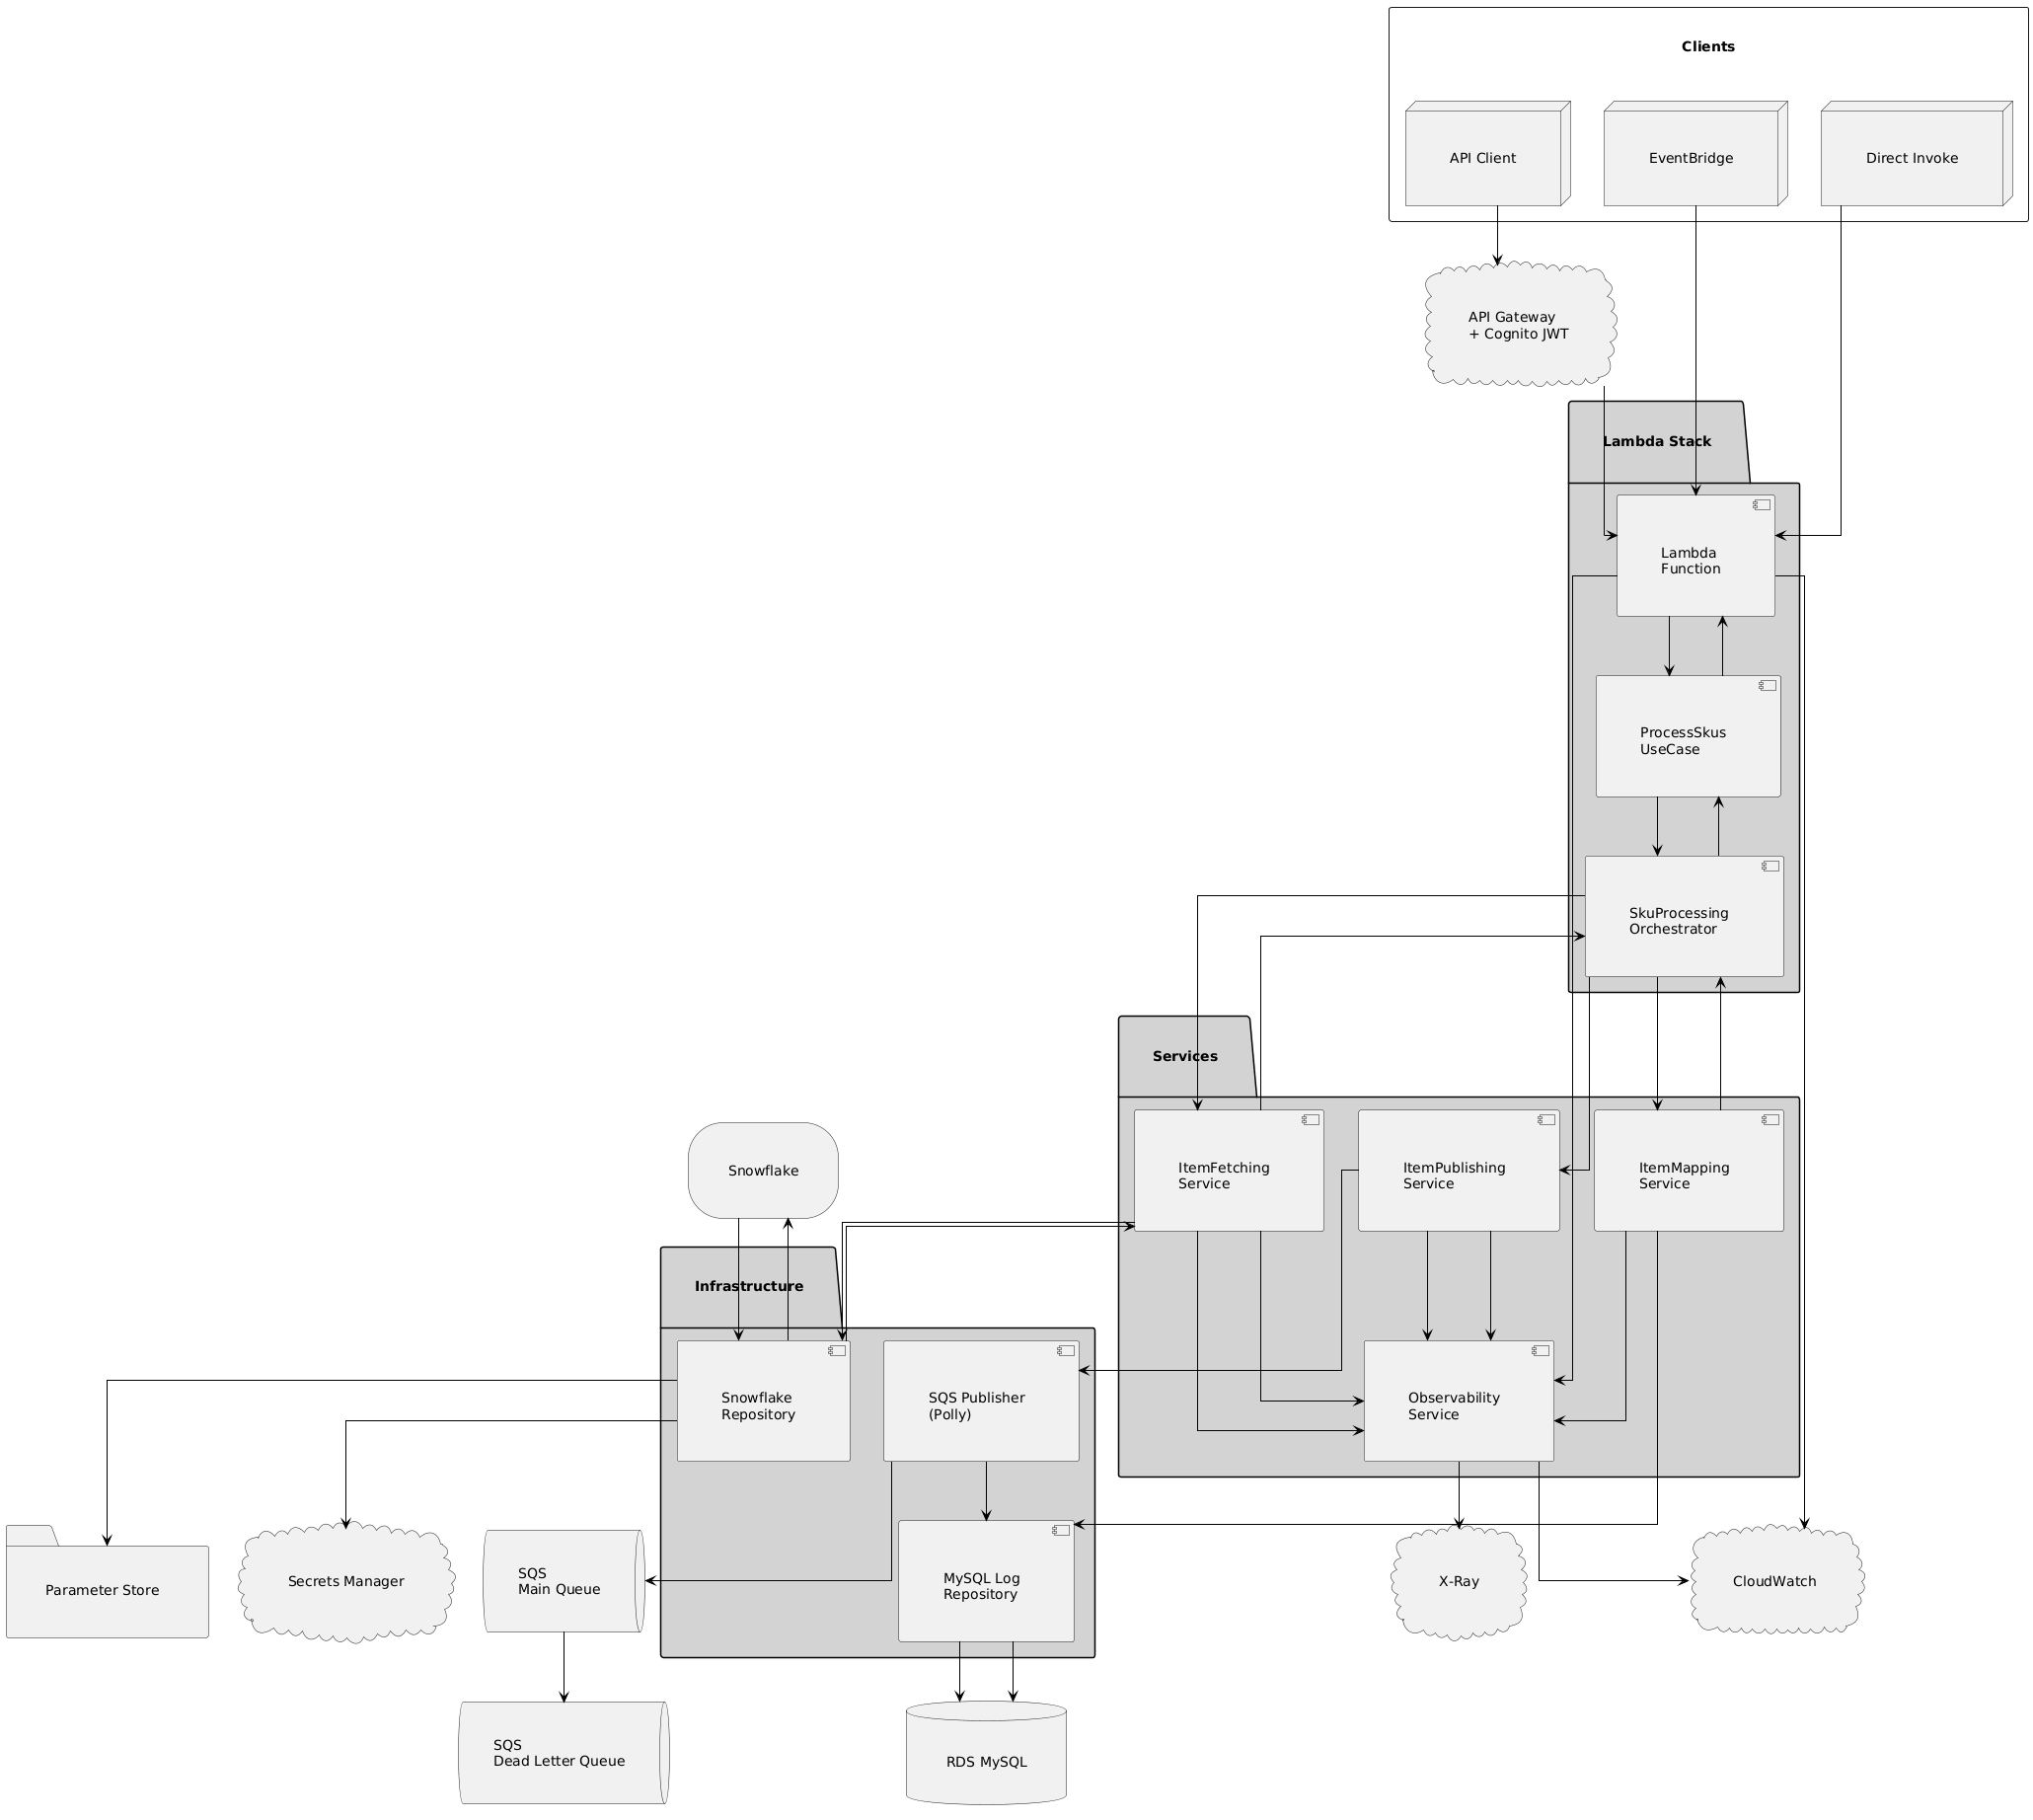 Clients
API Client
EventBridge
Direct Invoke
API Gateway
+ Cognito JWT
Lambda Stack
Lambda
Function
ProcessSkus
UseCase
SkuProcessing
Orchestrator
Services
ItemFetching
Service
ItemPublishing
Service
ItemMapping
Service
Snowflake
Infrastructure
Snowflake
Repository
SQS Publisher
(Polly)
Observability
Service
Parameter Store
Secrets Manager
SQS
Main Queue
MySQL Log
Repository
X-Ray
CloudWatch
SQS
Dead Letter Queue
RDS MySQL